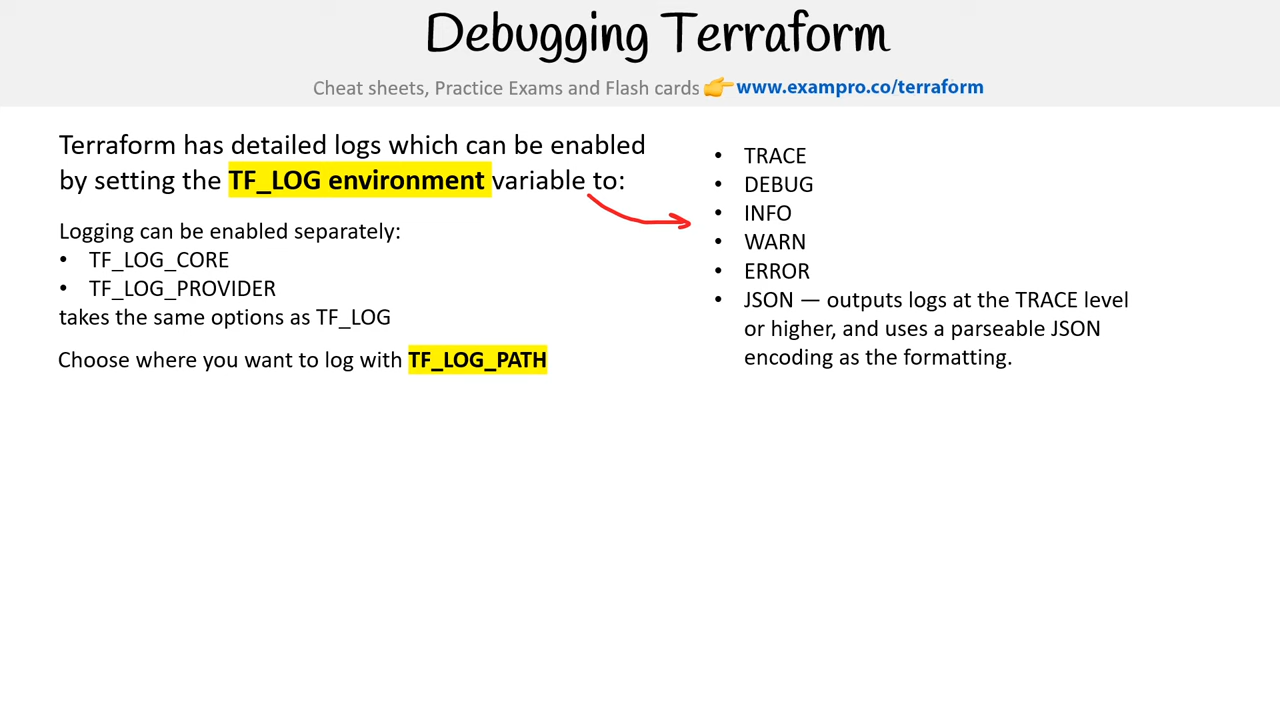 Debugging Terraform
Cheat sheets, Practice Exams and Flash cards 👉 www.exampro.co/terraform
Terraform has detailed logs which can be enabled
by setting the TF_LOG environment variable to:
Logging can be enabled separately:
• TF_LOG_CORE
• TF_LOG_PROVIDER
takes the same options as TF_LOG
Choose where you want to log with TF_LOG_PATH
• TRACE
• DEBUG
• INFO
• WARN
• ERROR
• JSON — outputs logs at the TRACE level
or higher, and uses a parseable JSON
encoding as the formatting.